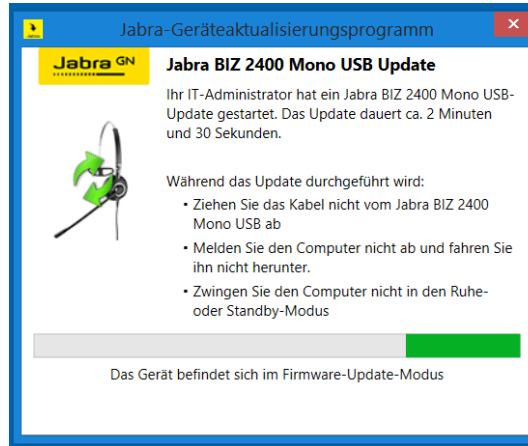 Jabra-Geräteaktualisierungsprogramm
Jabra GN
Jabra BIZ 2400 Mono USB Update
Ihr IT-Administrator hat ein Jabra BIZ 2400 Mono USB-
Update gestartet. Das Update dauert ca. 2 Minuten
und 30 Sekunden.
Während das Update durchgeführt wird:
• Ziehen Sie das Kabel nicht vom Jabra BIZ 2400
Mono USB ab
• Melden Sie den Computer nicht ab und fahren Sie
ihn nicht herunter.
• Zwingen Sie den Computer nicht in den Ruhe-
oder Standby-Modus
Das Gerät befindet sich im Firmware-Update-Modus